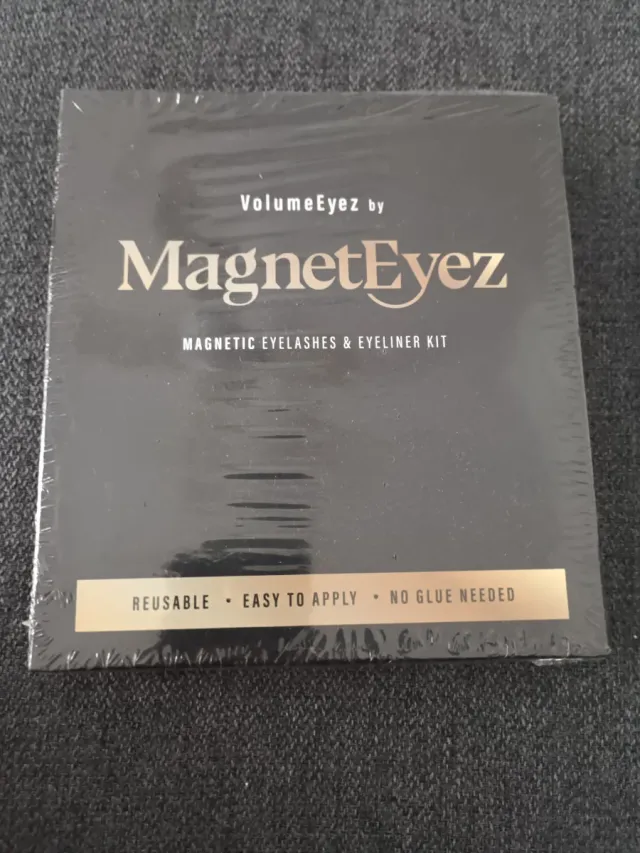 VolumeEyez by
MagnetEyez
MAGNETIC EYELASHES & EYELINER KIT
REUSABLE • EASY TO APPLY • NO GLUE NEEDED